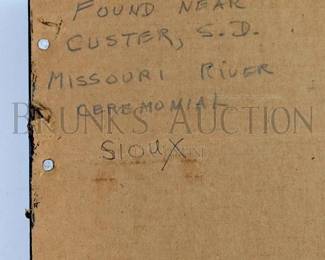 FOUND NEAR
CUSTER, S.D.
MISSOURI RIVER
CEREMONIAL
BRUNK'S AUCTION
SIOUX